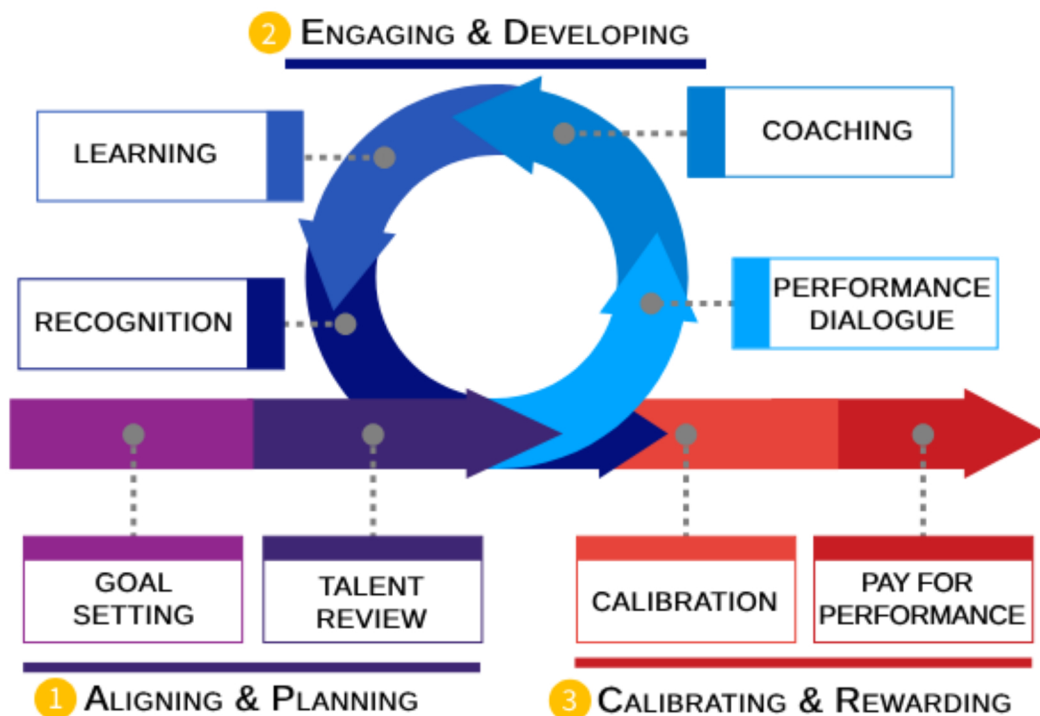 2 ENGAGING & DEVELOPING
LEARNING
COACHING
RECOGNITION
PERFORMANCE
DIALOGUE
GOAL
SETTING
TALENT
REVIEW
CALIBRATION
PAY FOR
PERFORMANCE
1 ALIGNING & PLANNING
3 CALIBRATING & REWARDING